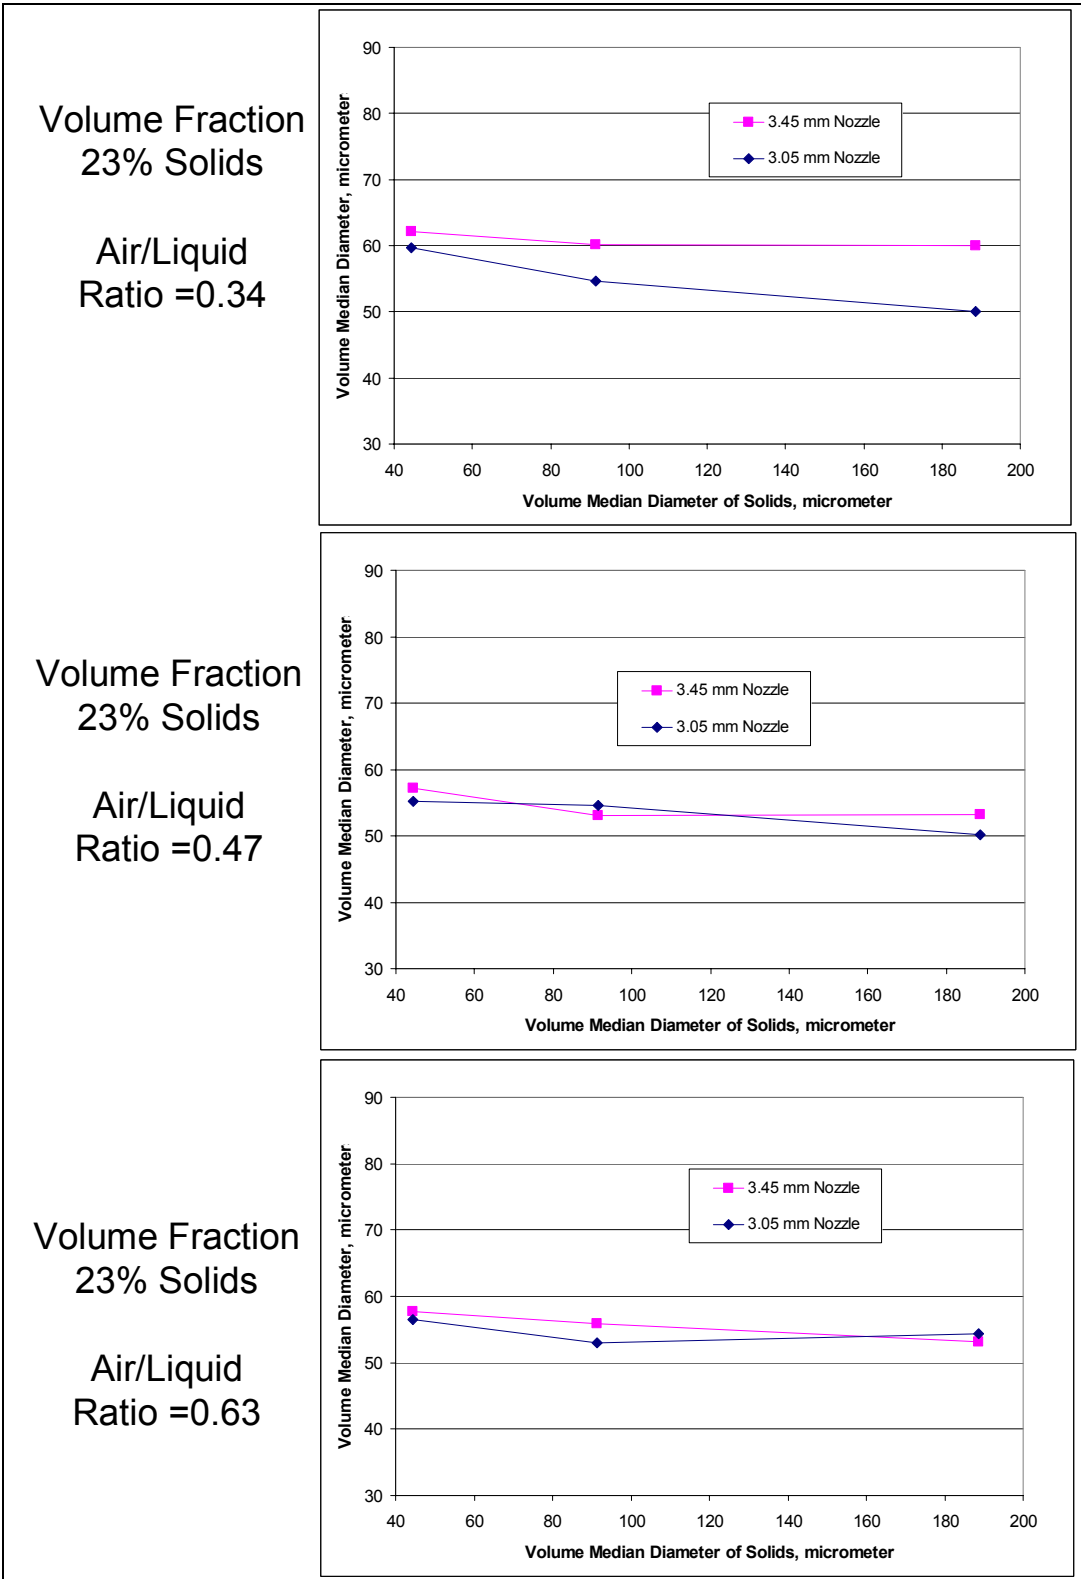 Volume Fraction
23% Solids
Air/Liquid
Ratio =0.34
Volume Median Diameter, micrometer
90
80
70
60
50
40
30
3.45 mm Nozzle
3.05 mm Nozzle
40 60 80 100 120 140 160 180 200
Volume Median Diameter of Solids, micrometer
Volume Fraction
23% Solids
Air/Liquid
Ratio =0.47
Volume Median Diameter, micrometer
90
80
70
60
50
40
30
3.45 mm Nozzle
3.05 mm Nozzle
40 60 80 100 120 140 160 180 200
Volume Median Diameter of Solids, micrometer
Volume Fraction
23% Solids
Air/Liquid
Ratio =0.63
Volume Median Diameter, micrometer
90
80
70
60
50
40
30
3.45 mm Nozzle
3.05 mm Nozzle
40 60 80 100 120 140 160 180 200
Volume Median Diameter of Solids, micrometer